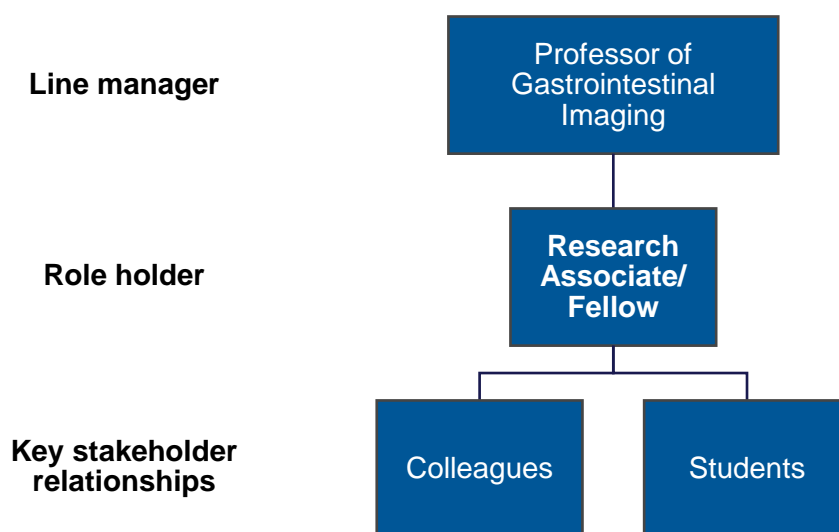 Line manager
Professor of
Gastrointestinal
Imaging
Role holder
Research
Associate/
Fellow
Key stakeholder
relationships
Colleagues
Students